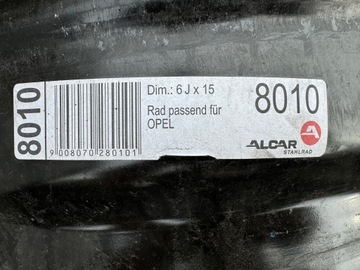 8010
9 008070 280101
Dim.: 6 J x 15
Rad passend für
OPEL
8010
ALCAR
STAHLRAD